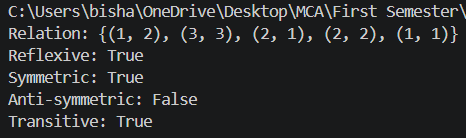 C:\Users\bisha\OneDrive\Desktop\MCA\First Semester\
Relation: {(1, 2), (3, 3), (2, 1), (2, 2), (1, 1)}
Reflexive: True
Symmetric: True
Anti-symmetric: False
Transitive: True